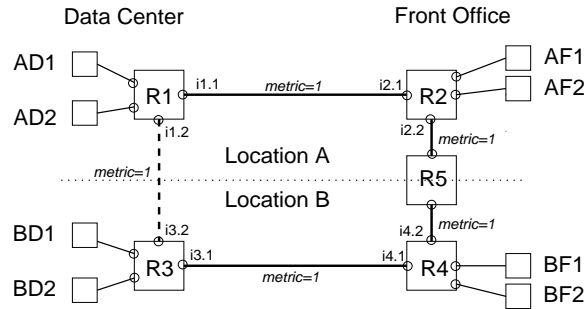 Data Center Front Office
AD1 AF1
i1.1 i2.1
R1 metric=1 R2
AD2 AF2
i1.2 i2.2
metric=1
metric=1 Location A
R5
Location B
i3.2 i4.2 metric=1
BD1
R3 i3.1 i4.1 R4 BF1
metric=1
BD2 BF2